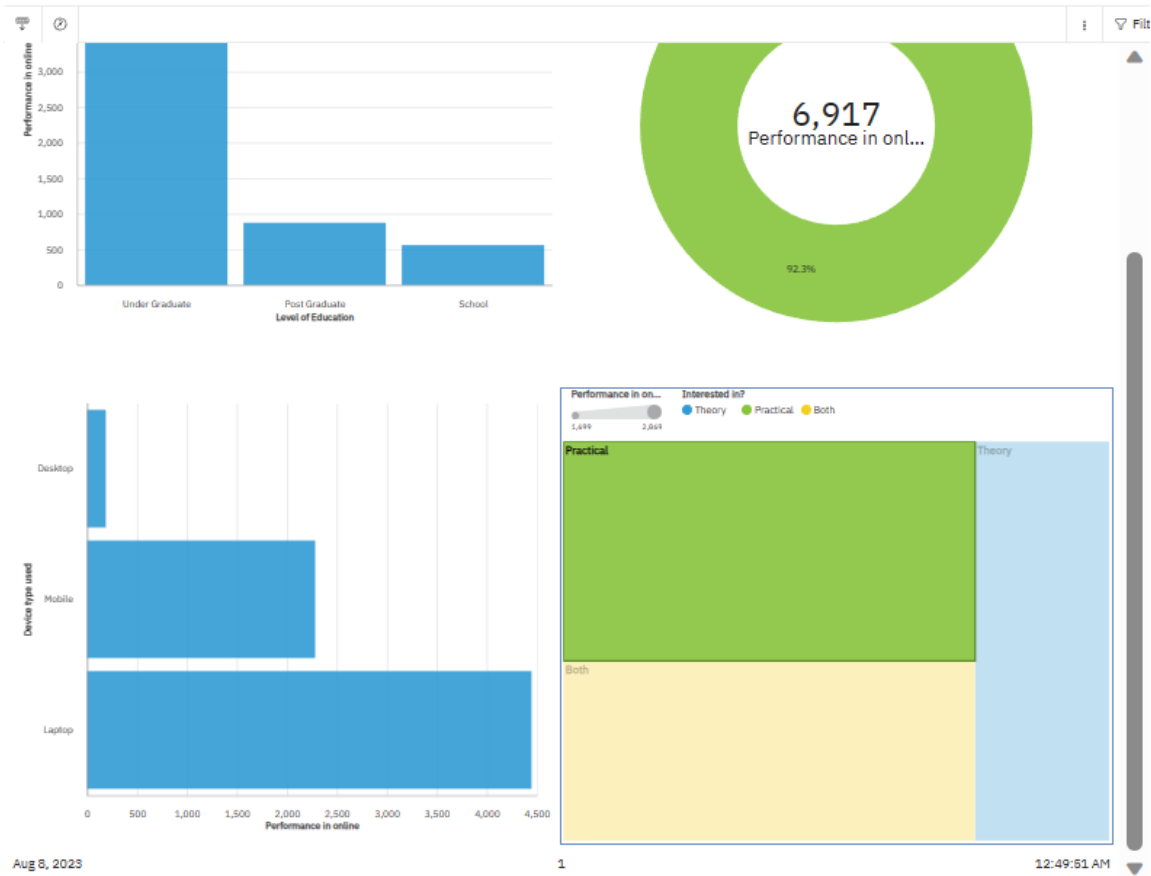 Filt
Performance in online
3,000
2,500
2,000
1,500
1,000
500
0
Under Graduate
Post Graduate
School
Level of Education
6,917
Performance in onl...
92.3%
Device type used
Desktop
Mobile
Laptop
0
500
1,000
1,500
2,000
2,500
3,000
3,500
4,000
4,500
Performance in online
Performance in on...
Interested in?
1,699
Theory
Practical
Both
Practical
Theory
Both
Aug 8, 2023
1
12:49:51 AM